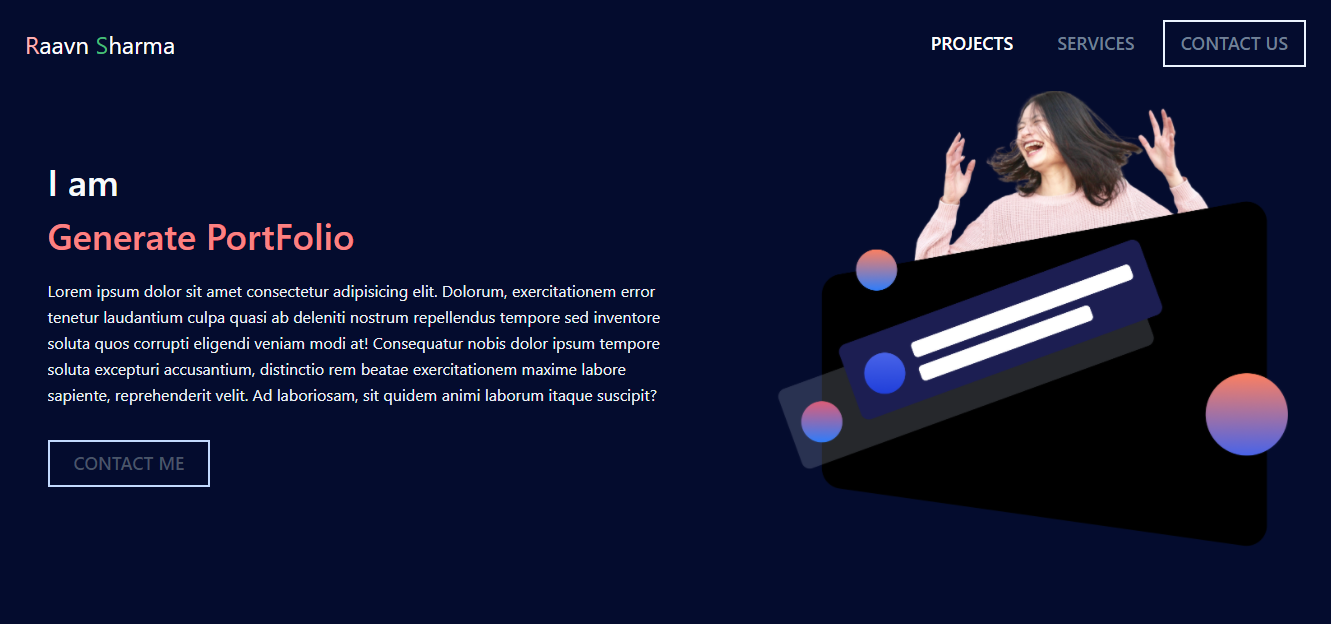 Raavn Sharma
PROJECTS
SERVICES
CONTACT US
I am
Generate PortFolio
Lorem ipsum dolor sit amet consectetur adipisicing elit. Dolorum, exercitationem error
tenetur laudantium culpa quasi ab deleniti nostrum repellendus tempore sed inventore
soluta quos corrupti eligendi veniam modi at! Consequatur nobis dolor ipsum tempore
soluta excepturi accusantium, distinctio rem beatae exercitationem maxime labore
sapiente, reprehenderit velit. Ad laboriosam, sit quidem animi laborum itaque suscipit?
CONTACT ME